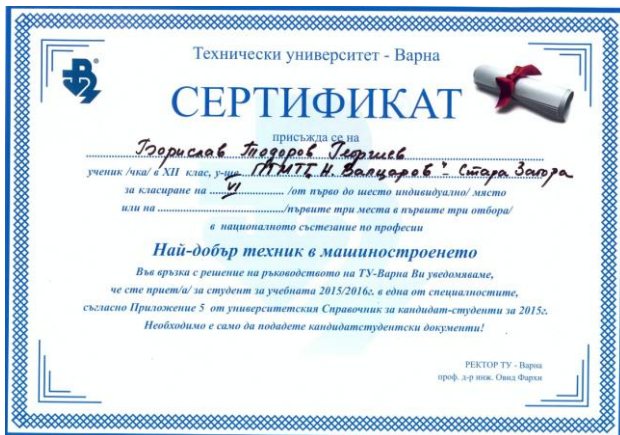 Технически университет - Варна
СЕРТИФИКАТ
присъжда се на
Борислав Тодоров Георгиев
ученик /чка/ в XII клас, у-ще ПГМТТ "Н. Вапцаров" - Стара Загора
за класиране на VI /от първо до шесто индивидуално/ място
или на ............................../първите три места в първите три отбора/
в националното състезание по професии
Най-добър техник в машиностроенето
Във връзка с решение на ръководството на ТУ-Варна Ви уведомяваме,
че сте приет/а/ за студент за учебната 2015/2016г. в една от специалностите,
съгласно Приложение 5 от университетския Справочник за кандидат-студенти за 2015г.
Необходимо е само да подадете кандидатстудентски документи!
РЕКТОР ТУ - Варна
проф. д-р инж. Овид Фархи